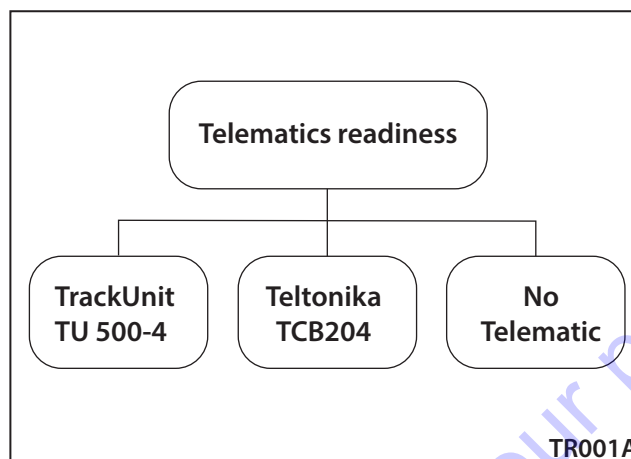 Telematics readiness
TrackUnit
TU 500-4
Teltonika
TCB204
No
Telematic
TR001A